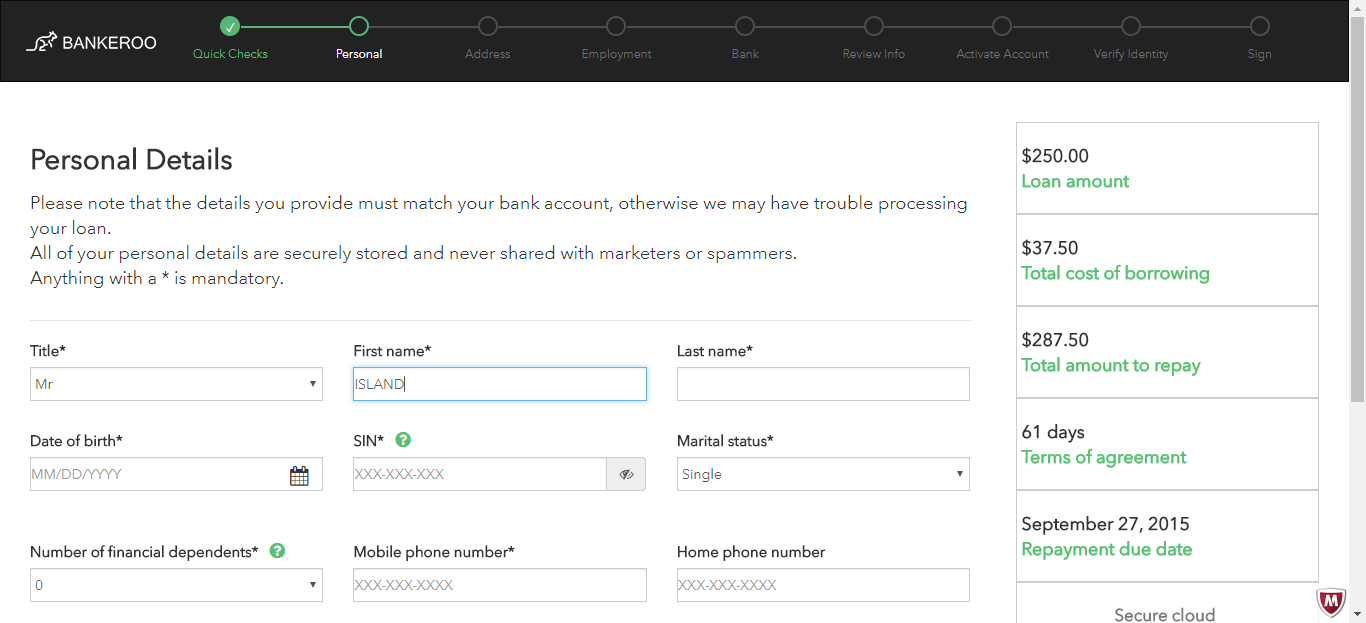 BANKEROO
Quick Checks
Personal
Address
Employment
Bank
Review Info
Activate Account
Verify Identity
Sign
Personal Details
Please note that the details you provide must match your bank account, otherwise we may have trouble processing
your loan.
All of your personal details are securely stored and never shared with marketers or spammers.
Anything with a * is mandatory.
Title*
First name*
Last name*
Mr
ISLAND
Date of birth*
SIN* ?
Marital status*
MM/DD/YYYY
XXX-XXX-XXX
Single
Number of financial dependents* ?
Mobile phone number*
Home phone number
0
XXX-XXX-XXXX
XXX-XXX-XXXX
$250.00
Loan amount
$37.50
Total cost of borrowing
$287.50
Total amount to repay
61 days
Terms of agreement
September 27, 2015
Repayment due date
Secure cloud
M